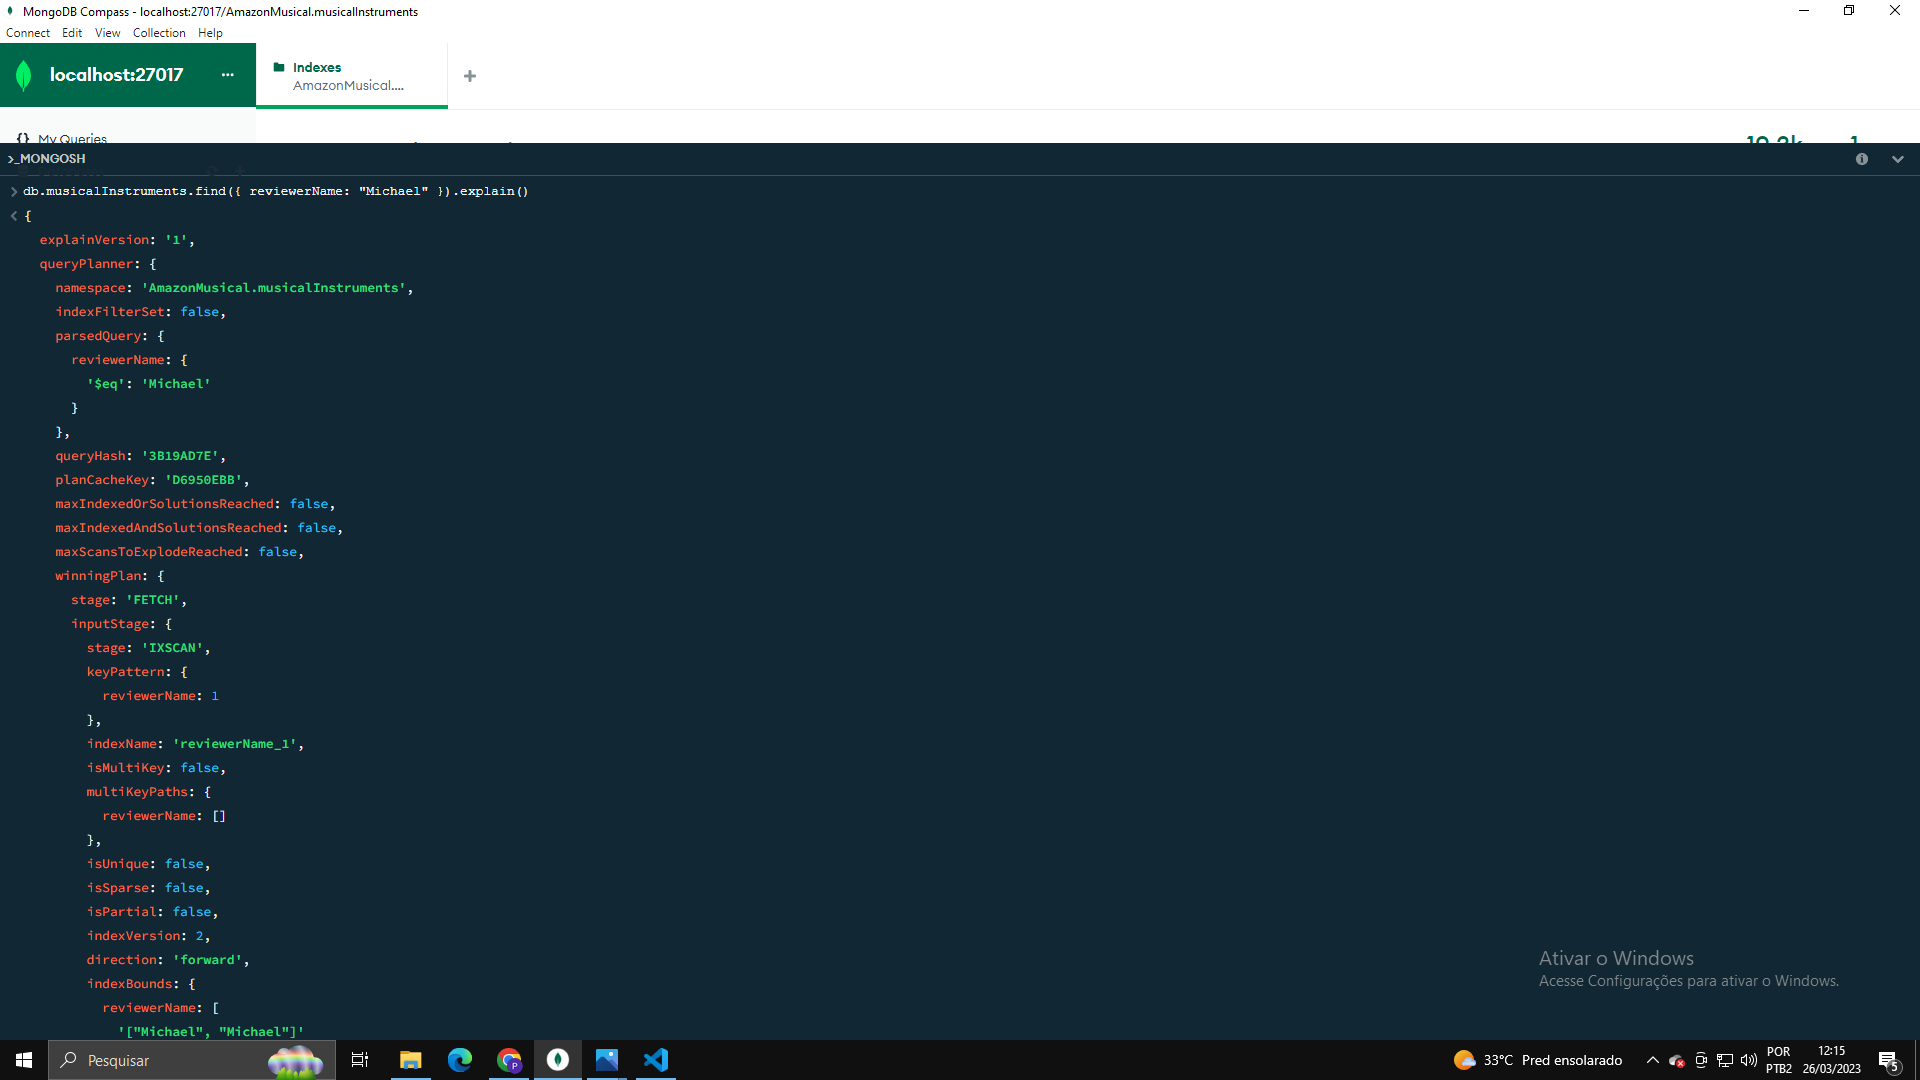 MongoDB Compass - localhost:27017/AmazonMusical.musicalInstruments
Connect Edit View Collection Help
localhost:27017 ...
Indexes
AmazonMusical....
{} My Queries
>_MONGOSH
db.musicalInstruments.find({ reviewerName: "Michael" }).explain()
{
explainVersion: '1',
queryPlanner: {
namespace: 'AmazonMusical.musicalInstruments',
indexFilterSet: false,
parsedQuery: {
reviewerName: {
'$eq': 'Michael'
}
},
queryHash: '3B19AD7E',
planCacheKey: 'D6950EBB',
maxIndexedOrSolutionsReached: false,
maxIndexedAndSolutionsReached: false,
maxScansToExplodeReached: false,
winningPlan: {
stage: 'FETCH',
inputStage: {
stage: 'IXSCAN',
keyPattern: {
reviewerName: 1
},
indexName: 'reviewerName_1',
isMultiKey: false,
multiKeyPaths: {
reviewerName: []
},
isUnique: false,
isSparse: false,
isPartial: false,
indexVersion: 2,
direction: 'forward',
indexBounds: {
reviewerName: [
'["Michael", "Michael"]'
Ativar o Windows
Acesse Configurações para ativar o Windows.
Pesquisar
33°C Pred ensolarado
POR
PTB2
12:15
26/03/2023
5